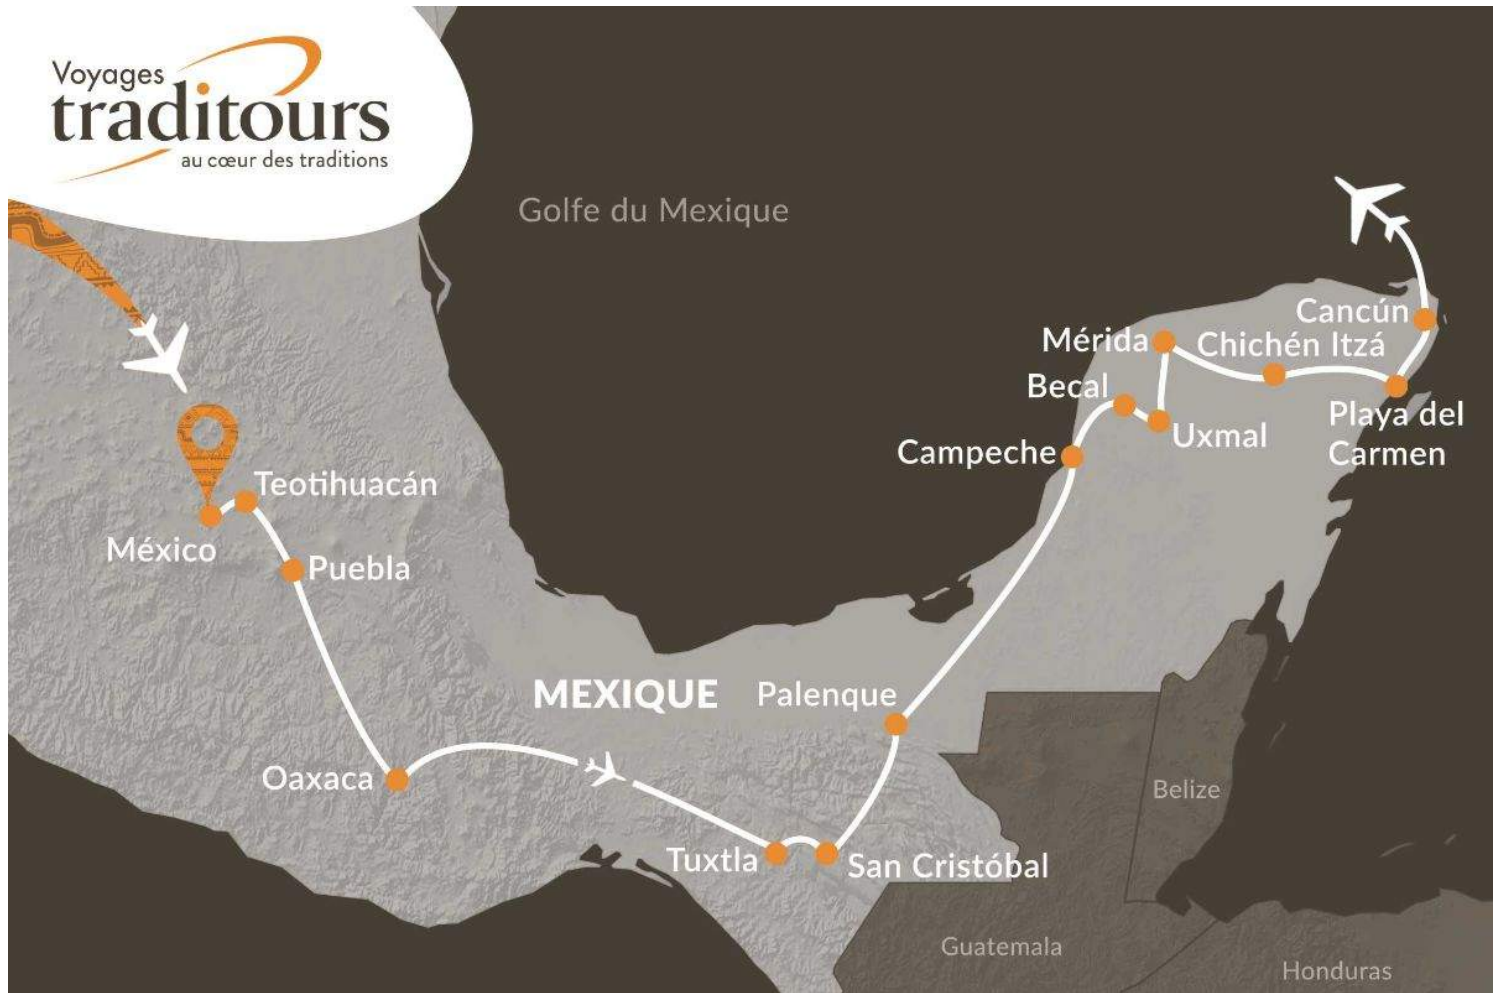 Voyages
traditours
au cœur des traditions
Golfe du Mexique
Cancún
Mérida
Chichén Itzá
Becal
Playa del
Carmen
Uxmal
Campeche
Teotihuacán
México
Puebla
MEXIQUE
Palenque
Oaxaca
Belize
Tuxtla
San Cristóbal
Guatemala
Honduras